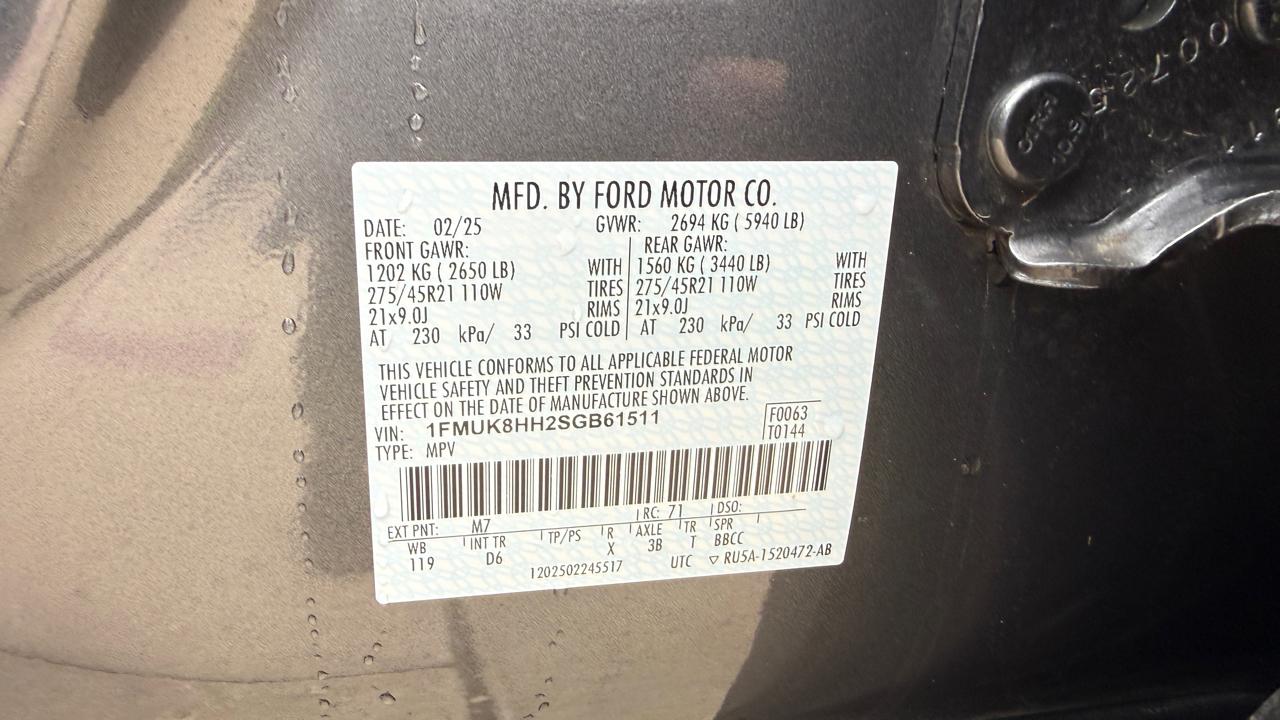 MFD. BY FORD MOTOR CO.
DATE: 02/25 GVWR: 2694 KG ( 5940 LB)
FRONT GAWR: REAR GAWR:
1202 KG ( 2650 LB) WITH 1560 KG ( 3440 LB) WITH
275/45R21 110W TIRES 275/45R21 110W TIRES
21x9.0J RIMS 21x9.0J RIMS
AT 230 kPa/ 33 PSI COLD AT 230 kPa/ 33 PSI COLD
THIS VEHICLE CONFORMS TO ALL APPLICABLE FEDERAL MOTOR
VEHICLE SAFETY AND THEFT PREVENTION STANDARDS IN
EFFECT ON THE DATE OF MANUFACTURE SHOWN ABOVE.
VIN: 1FMUK8HH2SGB61511 F0063
TYPE: MPV T0144
EXT PNT: M7 RC: 71 DSO:
WB INT TR TP/PS R AXLE TR SPR
119 D6 X 3B T BBCC
1202502245517 UTC ▽ RU5A-1520472-AB
00725